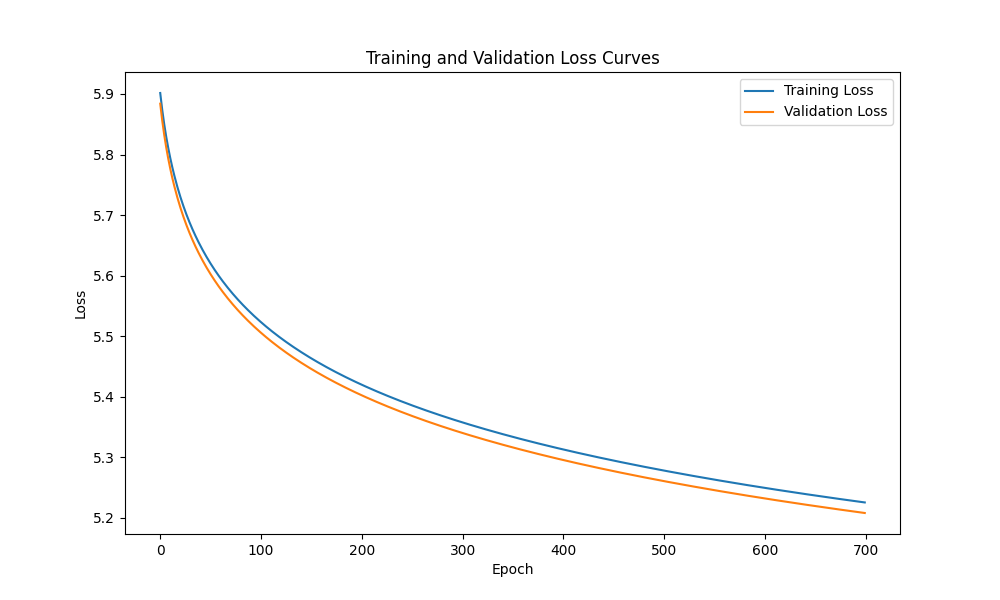 Training and Validation Loss Curves
Training Loss
Validation Loss
5.9
5.8
5.7
5.6
5.5
5.4
5.3
5.2
Loss
0 100 200 300 400 500 600 700
Epoch